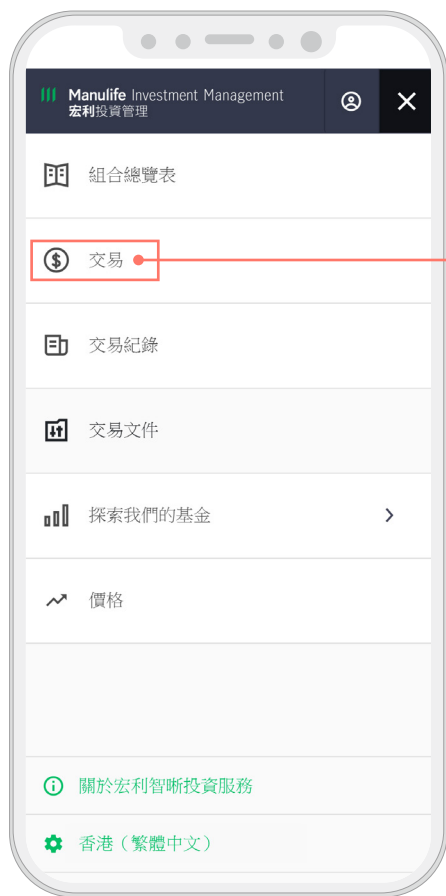 Manulife Investment Management
宏利投資管理
組合總覽表
交易
交易紀錄
交易文件
探索我們的基金
價格
關於宏利智晰投資服務
香港（繁體中文）